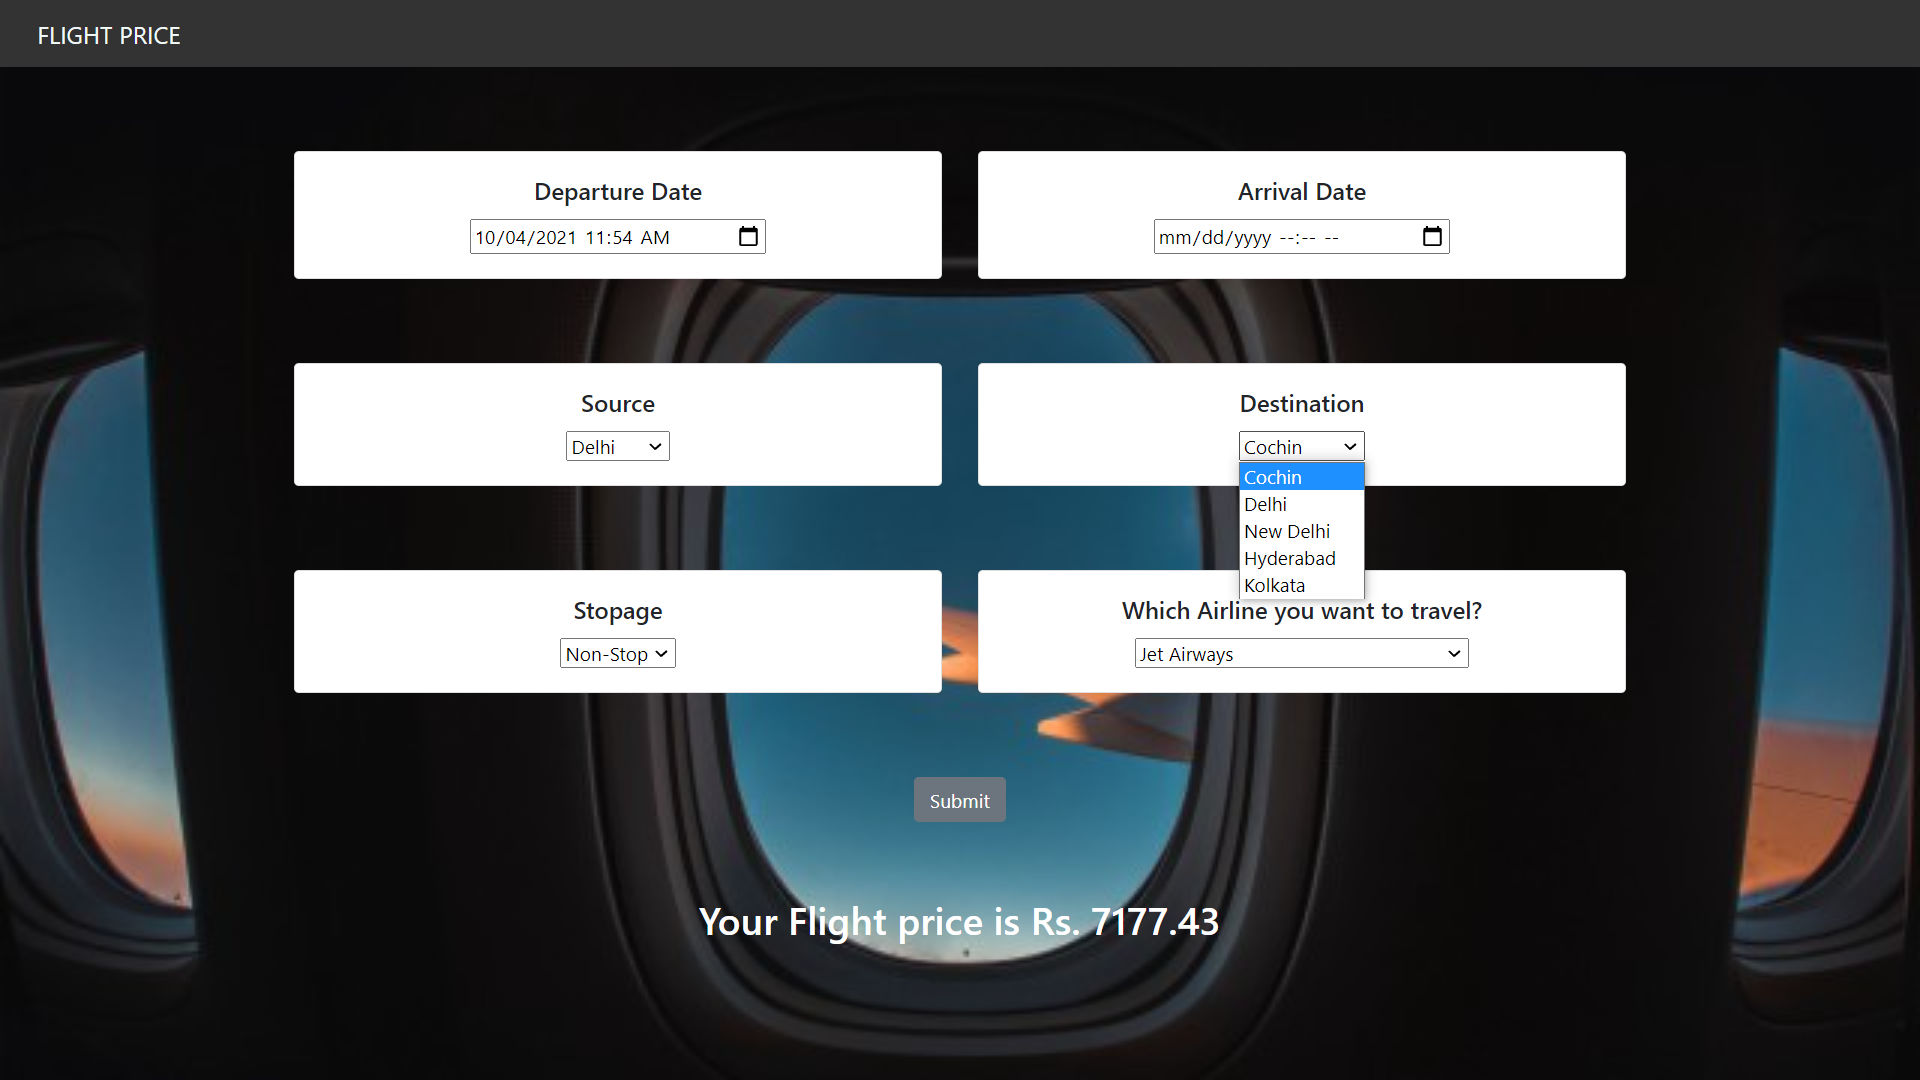 FLIGHT PRICE
Departure Date
10/04/2021 11:54 AM
Arrival Date
mm/dd/yyyy --:-- --
Source
Delhi
Destination
Cochin
Cochin
Delhi
New Delhi
Hyderabad
Kolkata
Stopage
Non-Stop
Which Airline you want to travel?
Jet Airways
Submit
Your Flight price is Rs. 7177.43